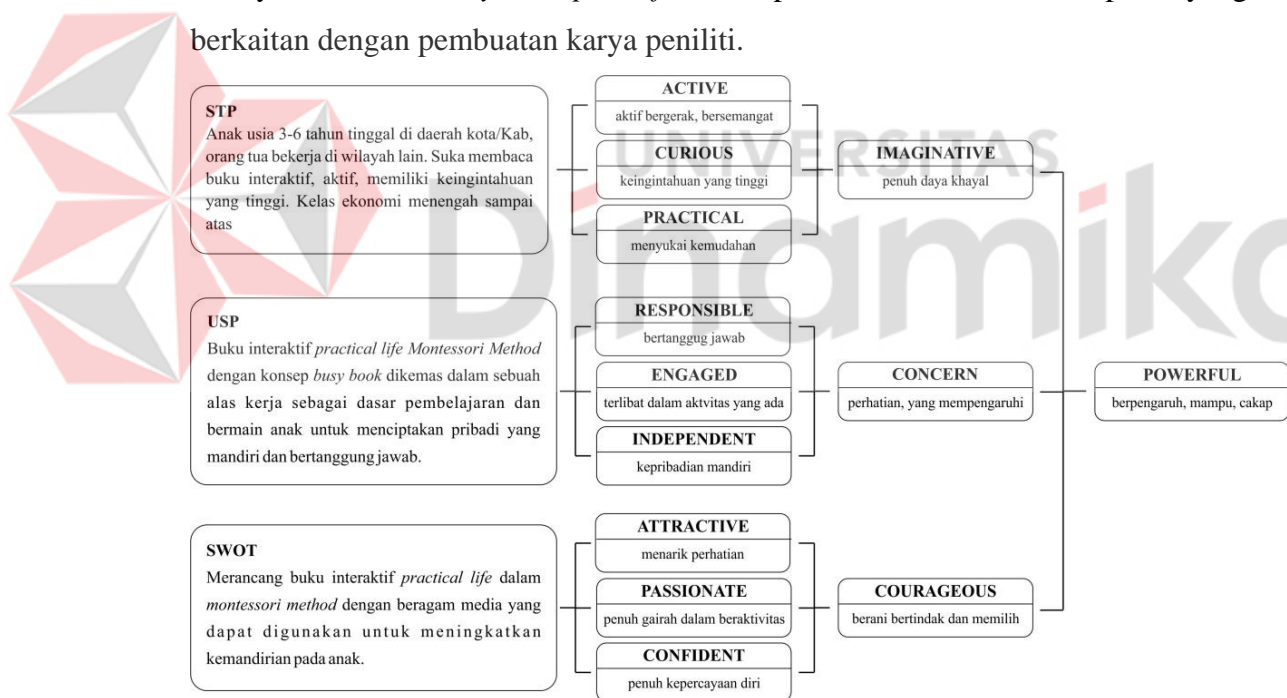 berkaitan dengan pembuatan karya peniliti.
STP
Anak usia 3-6 tahun tinggal di daerah kota/Kab,
orang tua bekerja di wilayah lain. Suka membaca
buku interaktif, aktif, memiliki keingintahuan
yang tinggi. Kelas ekonomi menengah sampai
atas
ACTIVE
aktif bergerak, bersemangat
CURIOUS
keingintahuan yang tinggi
PRACTICAL
menyukai kemudahan
IMAGINATIVE
penuh daya khayal
USP
Buku interaktif practical life Montessori Method
dengan konsep busy book dikemas dalam sebuah
alas kerja sebagai dasar pembelajaran dan
bermain anak untuk menciptakan pribadi yang
mandiri dan bertanggung jawab.
RESPONSIBLE
bertanggug jawab
ENGAGED
terlibat dalam aktvitas yang ada
INDEPENDENT
kepribadian mandiri
CONCERN
perhatian, yang mempengaruhi
POWERFUL
berpengaruh, mampu, cakap
SWOT
Merancang buku interaktif practical life dalam
montessori method dengan beragam media yang
dapat digunakan untuk meningkatkan
kemandirian pada anak.
ATTRACTIVE
menarik perhatian
PASSIONATE
penuh gairah dalam beraktivitas
CONFIDENT
penuh kepercayaan diri
COURAGEOUS
berani bertindak dan memilih
UNIVERSITAS
Dinamika